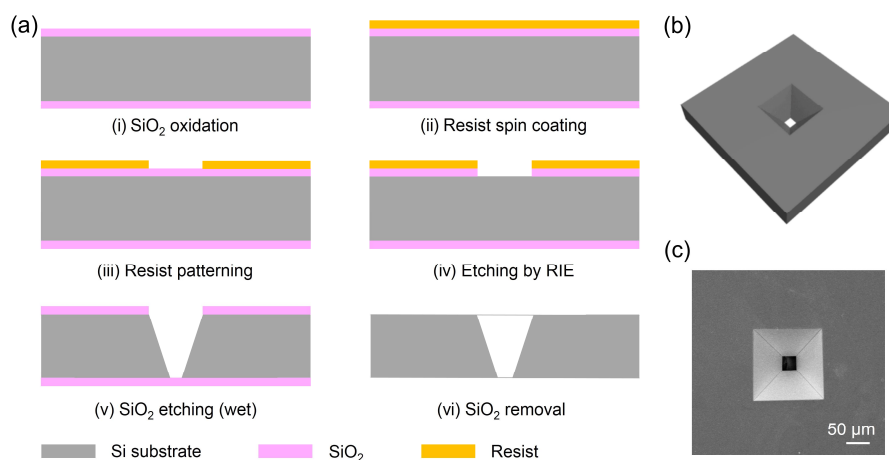 (a)
(i) SiO₂ oxidation
(ii) Resist spin coating
(iii) Resist patterning
(iv) Etching by RIE
(v) SiO₂ etching (wet)
(vi) SiO₂ removal
Si substrate
SiO₂
Resist
(b)
(c)
50 μm